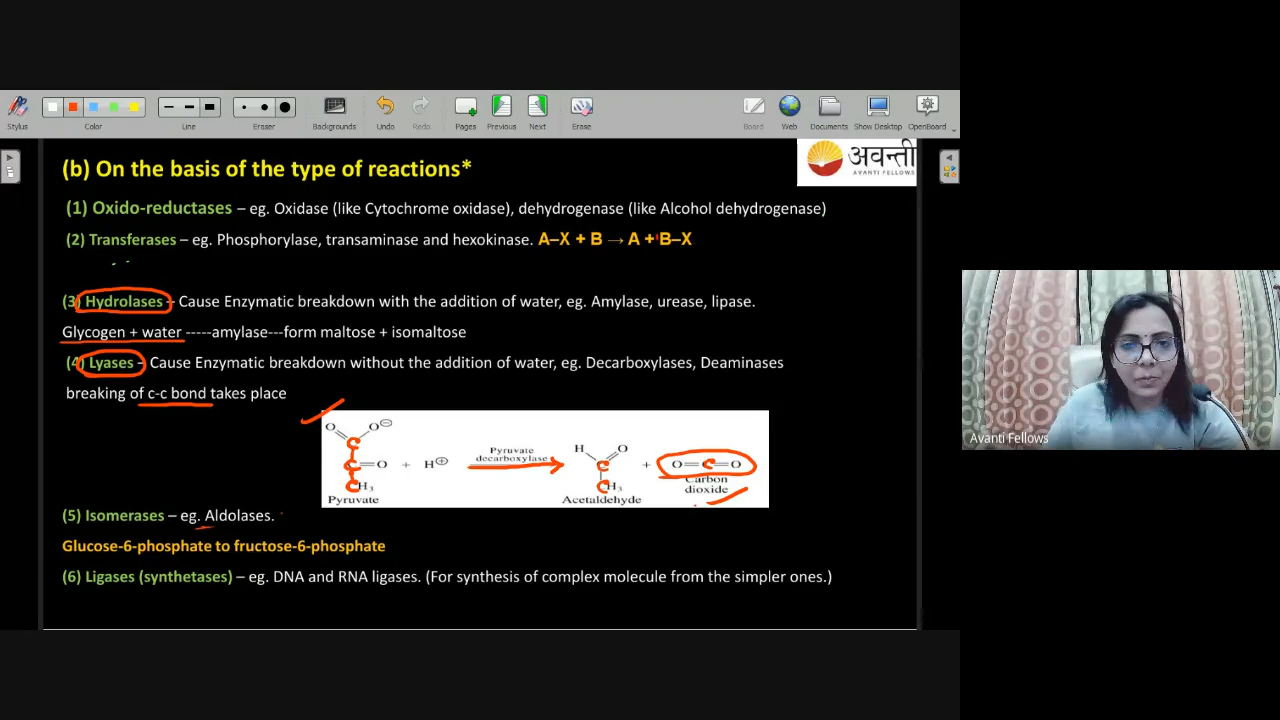 Stylus
Color
Line
Eraser
Backgrounds
Undo
Redo
Pages
Previous
Next
Erase
Board
Web
Documents
Show Desktop
OpenBoard
(b) On the basis of the type of reactions*
अवन्ती
AVANTI FELLOWS
(1) Oxido-reductases – eg. Oxidase (like Cytochrome oxidase), dehydrogenase (like Alcohol dehydrogenase)
(2) Transferases – eg. Phosphorylase, transaminase and hexokinase. A–X + B → A + B–X
(3) Hydrolases – Cause Enzymatic breakdown with the addition of water, eg. Amylase, urease, lipase.
Glycogen + water -----amylase---form maltose + isomaltose
(4) Lyases – Cause Enzymatic breakdown without the addition of water, eg. Decarboxylases, Deaminases
breaking of c-c bond takes place
O O⊖
C
C=O + H⊕
CH₃
Pyruvate
Pyruvate
decarboxylase
H O
C
CH₃
Acetaldehyde
+ O=C=O
Carbon
dioxide
(5) Isomerases – eg. Aldolases.
Glucose-6-phosphate to fructose-6-phosphate
(6) Ligases (synthetases) – eg. DNA and RNA ligases. (For synthesis of complex molecule from the simpler ones.)
Avanti Fellows